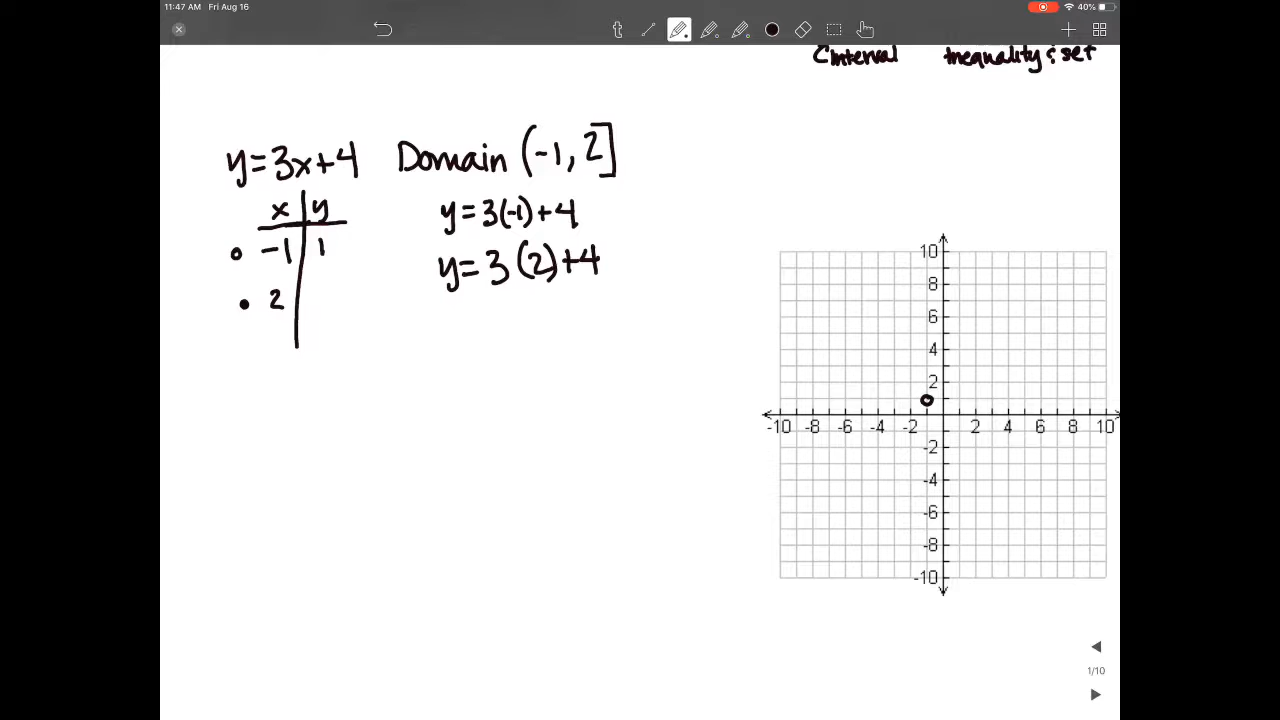 11:47 AM Fri Aug 16
40%
Interval Inequality & set
y=3x+4 Domain (-1, 2]
x y
-1 1
2
y=3(-1)+4
y=3(2)+4
10
8
6
4
2
-10 -8 -6 -4 -2 2 4 6 8 10
-2
-4
-6
-8
-10
1/10